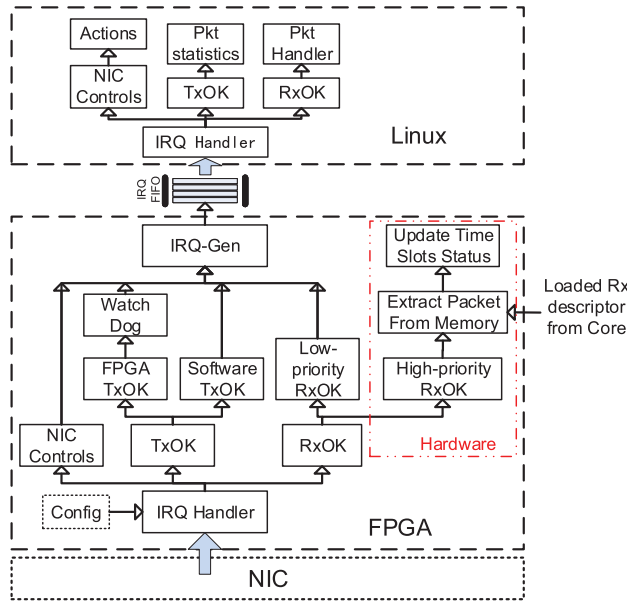 Actions
Pkt
statistics
Pkt
Handler
NIC
Controls
TxOK
RxOK
IRQ Handler
Linux
IRQ
FIFO
IRQ-Gen
Update Time
Slots Status
Watch
Dog
Extract Packet
From Memory
Loaded Rx
descriptor
from Core
FPGA
TxOK
Software
TxOK
Low-
priority
RxOK
High-priority
RxOK
NIC
Controls
TxOK
RxOK
Hardware
Config
IRQ Handler
FPGA
NIC